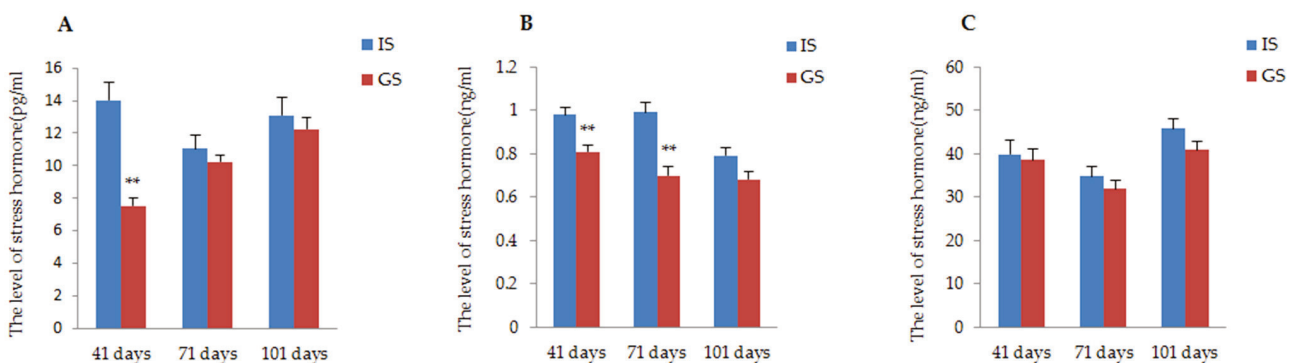 A
IS
GS
The level of stress hormone(pg/ml)
16
14
12
10
8
6
4
2
0
**
41 days 71 days 101 days
B
IS
GS
The level of stress hormone(ng/ml)
1.2
1
0.8
0.6
0.4
0.2
0
**
**
41 days 71 days 101 days
C
IS
GS
The level of stress hormone(ng/ml)
60
50
40
30
20
10
0
41 days 71 days 101 days